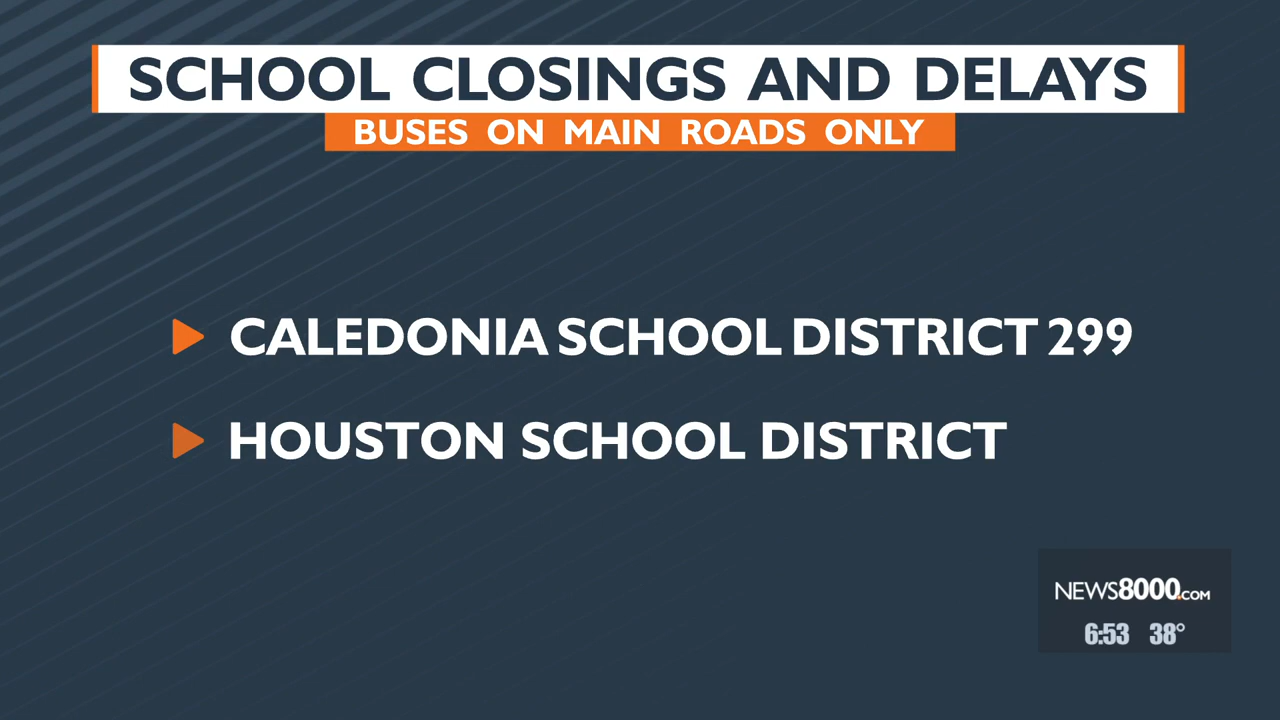 SCHOOL CLOSINGS AND DELAYS
BUSES ON MAIN ROADS ONLY
CALEDONIA SCHOOL DISTRICT 299
HOUSTON SCHOOL DISTRICT
NEWS8000.COM
6:53 38°